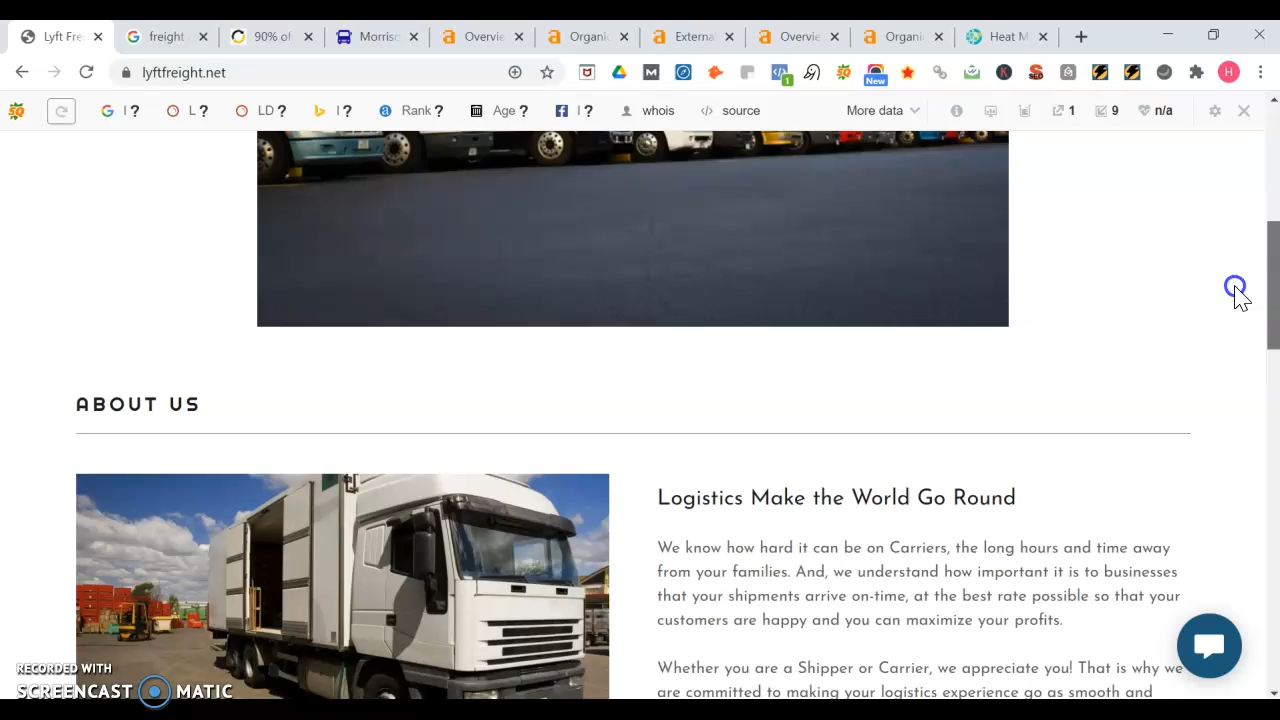 Lyft Fre
freight
90% of
Morriso
Overvie
Organic
Externa
Overvie
Organi
Heat M
lyftfreight.net
1
New
H
I ?
L ?
LD ?
I ?
Rank ?
Age ?
I ?
whois
source
More data
1
9
n/a
ABOUT US
Logistics Make the World Go Round
We know how hard it can be on Carriers, the long hours and time away
from your families. And, we understand how important it is to businesses
that your shipments arrive on-time, at the best rate possible so that your
customers are happy and you can maximize your profits.
Whether you are a Shipper or Carrier, we appreciate you! That is why we
are committed to making your logistics experience go as smooth and
RECORDED WITH
SCREENCAST MATIC